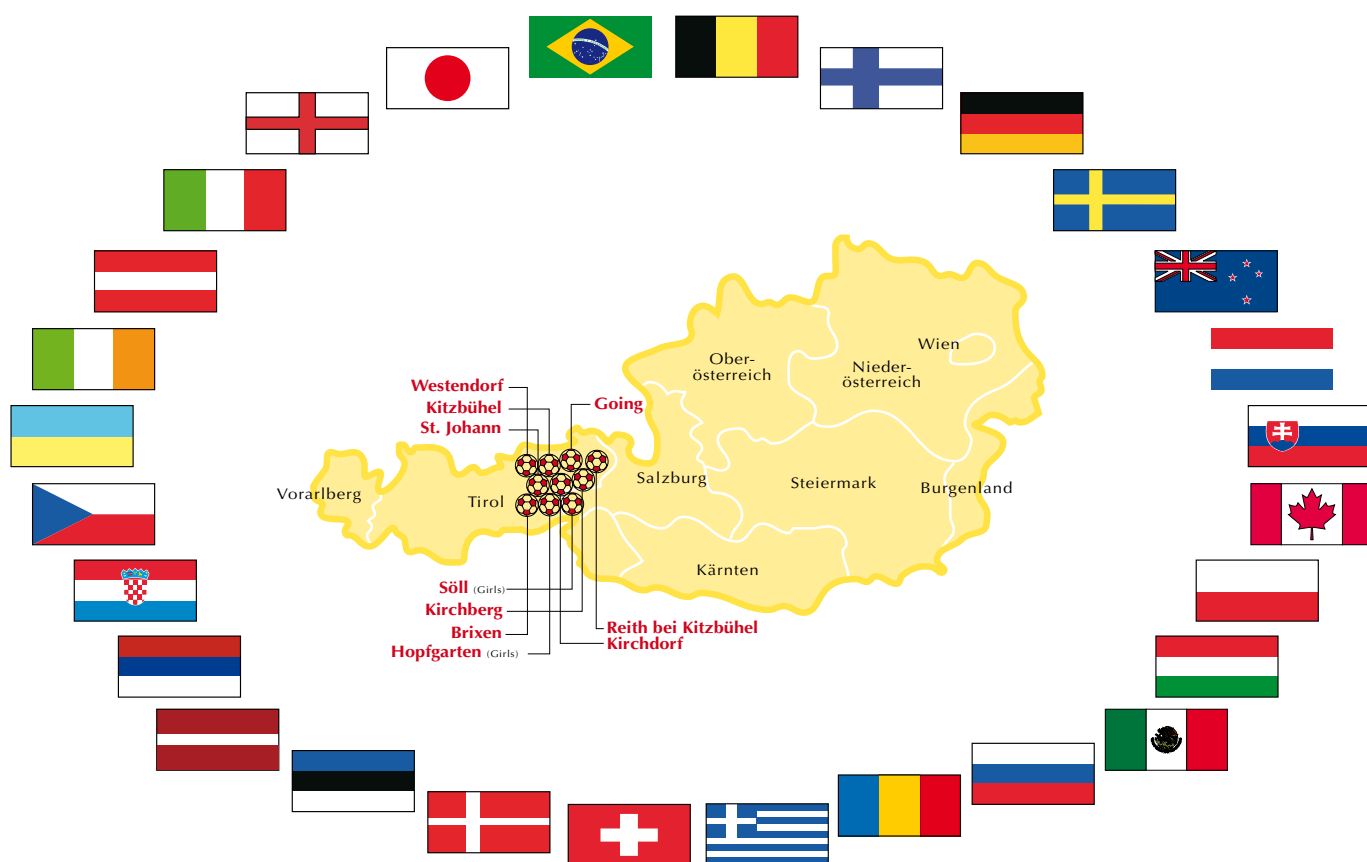 Wien
Ober-
österreich
Nieder-
österreich
Westendorf
Kitzbühel
Going
St. Johann
Salzburg
Steiermark
Burgenland
Vorarlberg
Tirol
Kärnten
Söll (Girls)
Kirchberg
Brixen
Reith bei Kitzbühel
Hopfgarten (Girls)
Kirchdorf